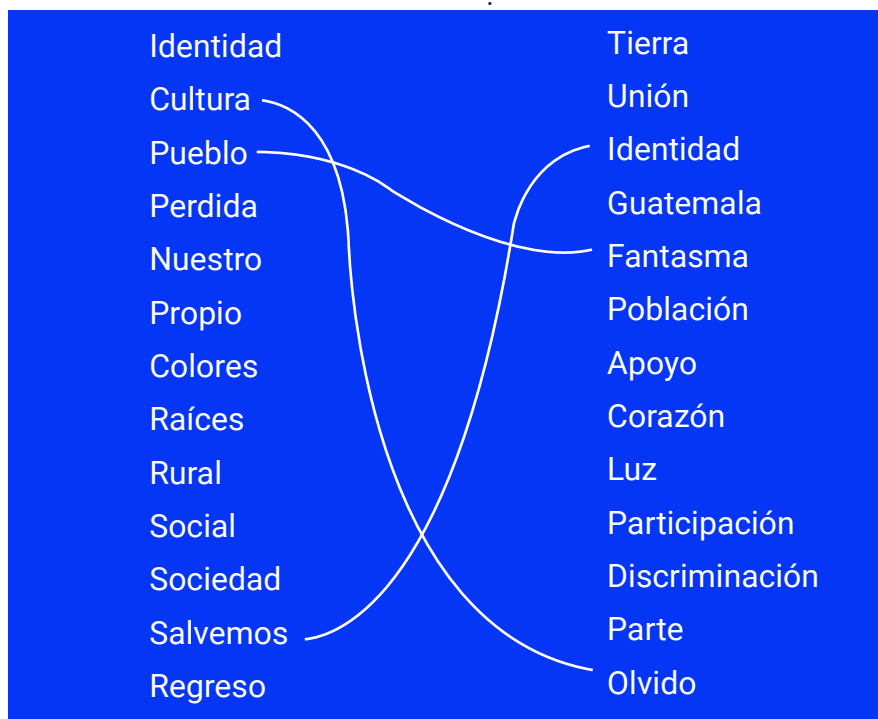 Identidad
Cultura
Pueblo
Perdida
Nuestro
Propio
Colores
Raíces
Rural
Social
Sociedad
Salvemos
Regreso
Tierra
Unión
Identidad
Guatemala
Fantasma
Población
Apoyo
Corazón
Luz
Participación
Discriminación
Parte
Olvido